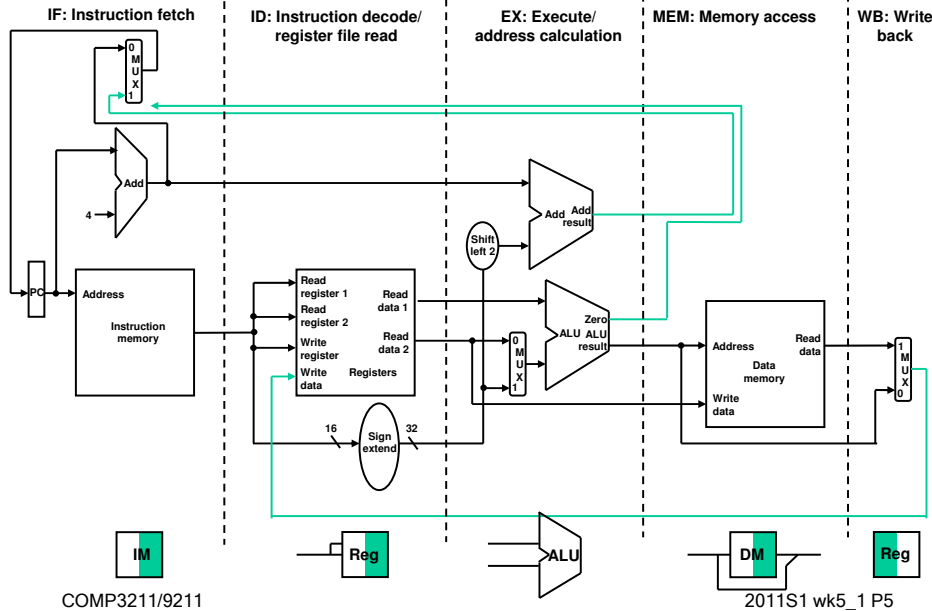 IF: Instruction fetch
ID: Instruction decode/
register file read
EX: Execute/
address calculation
MEM: Memory access
WB: Write
back
0
M
U
X
1
Add
4
Add
Add
result
Shift
left 2
PC
Address
Instruction
memory
Read
register 1
Read
register 2
Write
register
Write
data
Read
data 1
Read
data 2
Registers
0
M
U
X
1
Zero
ALU
ALU
result
Address
Read
data
Data
memory
Write
data
1
M
U
X
0
16
Sign
extend
32
IM
Reg
ALU
DM
Reg
COMP3211/9211
2011S1 wk5_1 P5